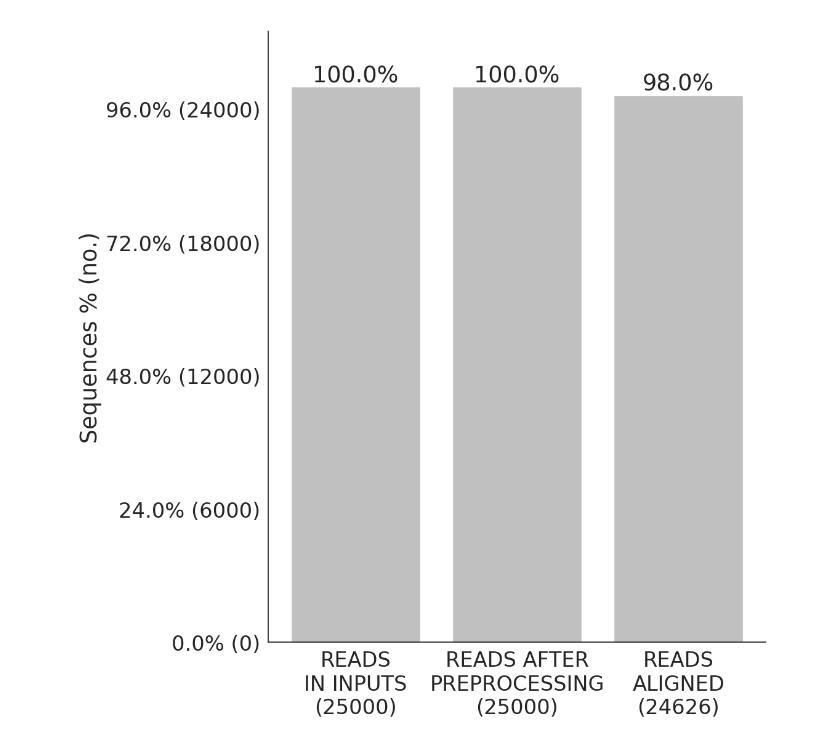 100.0%
100.0%
98.0%
96.0% (24000)
72.0% (18000)
48.0% (12000)
24.0% (6000)
0.0% (0)
Sequences % (no.)
READS
IN INPUTS
(25000)
READS AFTER
PREPROCESSING
(25000)
READS
ALIGNED
(24626)